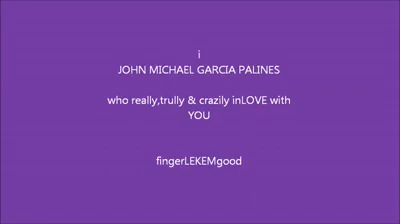 i
JOHN MICHAEL GARCIA PALINES
who really,trully & crazily inLOVE with
YOU
fingerLEKEMgood